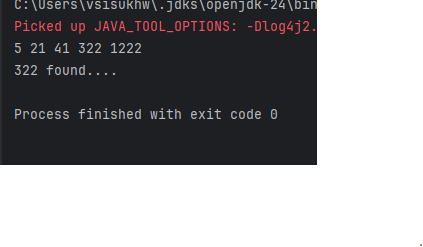 C:\Users\vsisukhw\.jdks\openjdk-24\bin
Picked up JAVA_TOOL_OPTIONS: -Dlog4j2.
5 21 41 322 1222
322 found....
Process finished with exit code 0